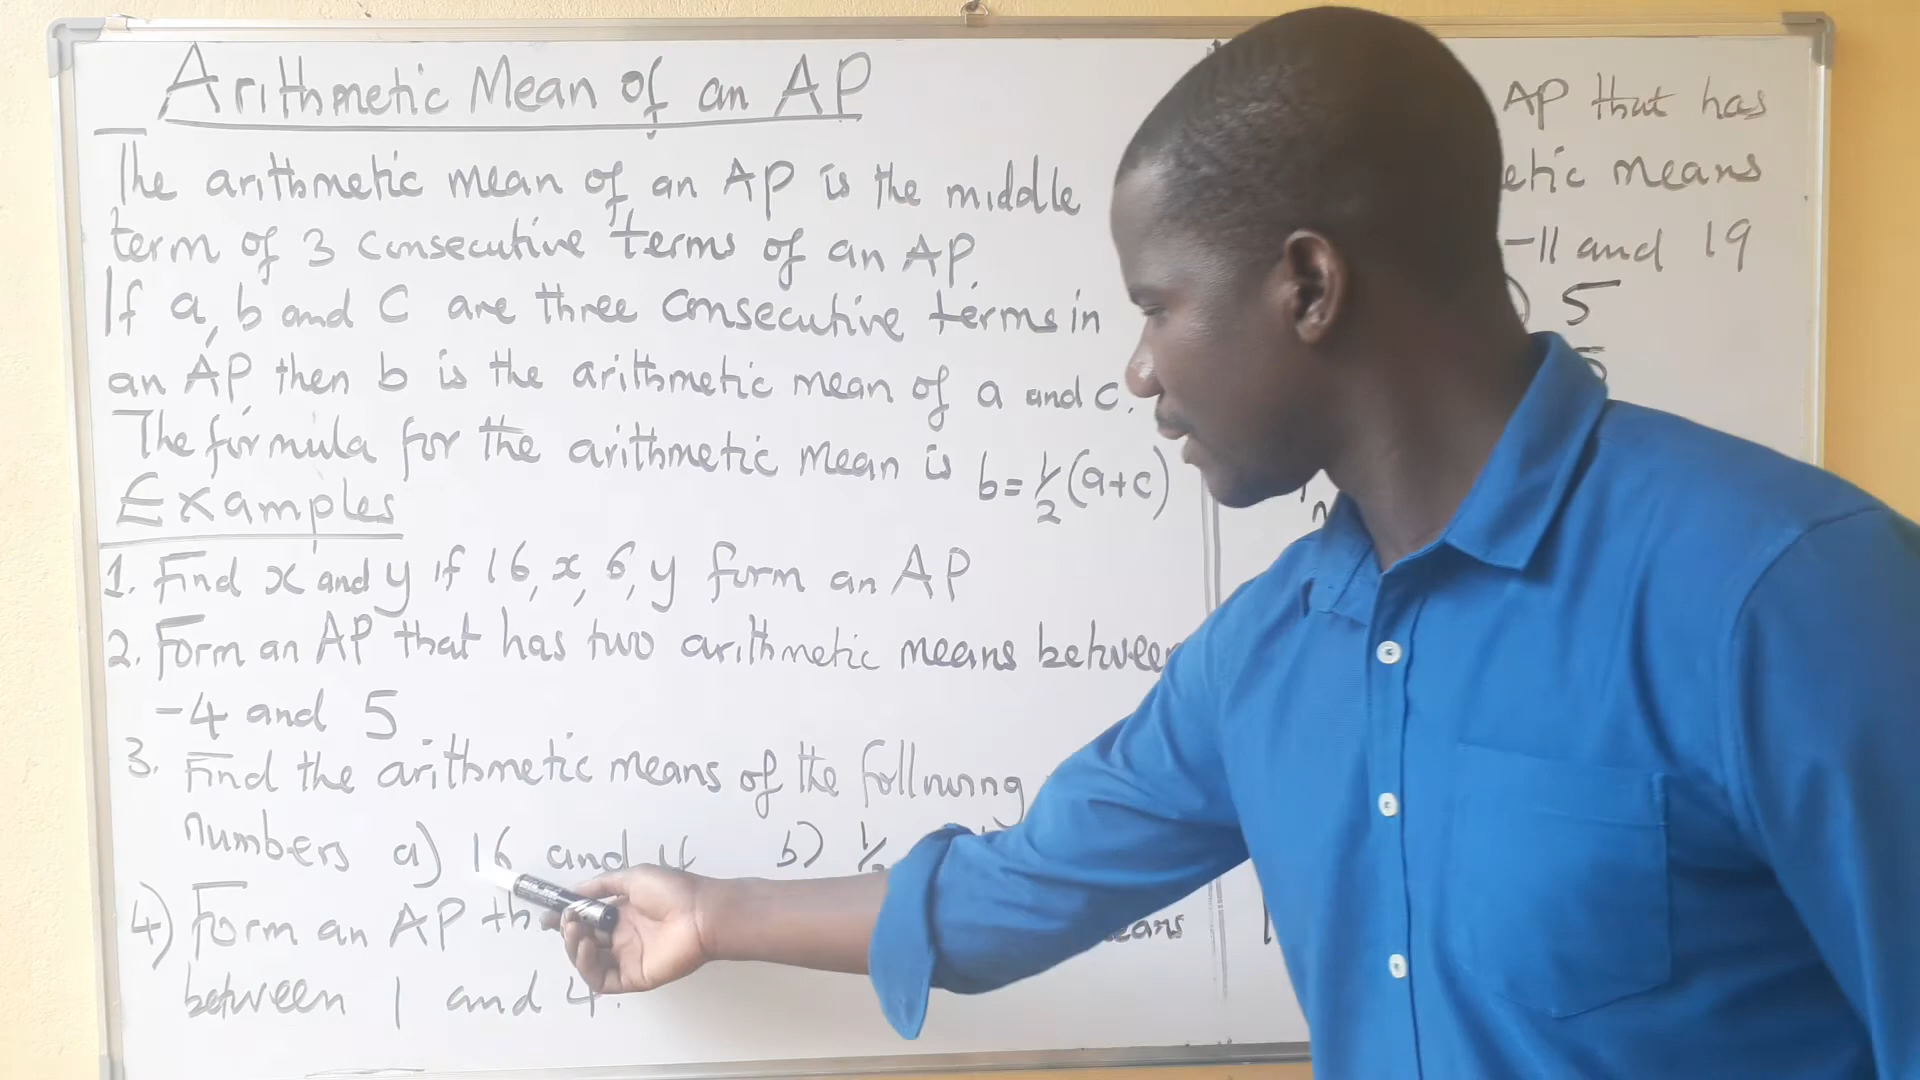 Arithmetic Mean of an AP
The arithmetic mean of an AP is the middle
term of 3 consecutive terms of an AP.
If a, b and c are three consecutive terms in
an AP, then b is the arithmetic mean of a and c.
The formula for the arithmetic mean is b = 1/2 (a+c)
Examples
1. Find x and y if 16, x, 6, y form an AP
2. Form an AP that has two arithmetic means between
-4 and 5
3. Find the arithmetic means of the following
numbers a) 16 and b)
4) Form an AP
between 1 and 4.
AP that has
means
-11 and 19
5